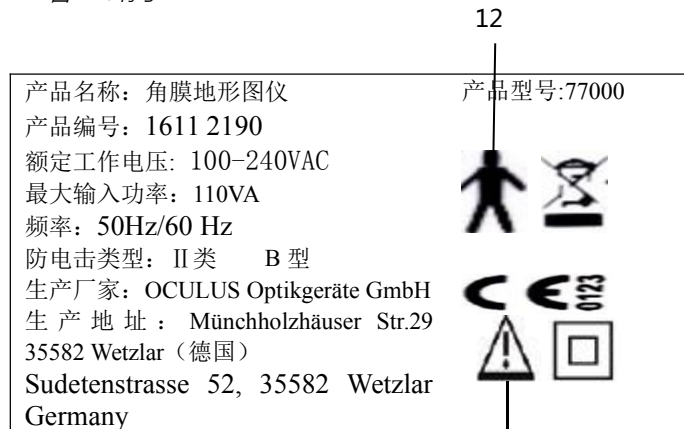 12
产品名称：角膜地形图仪 产品型号:77000
产品编号：1611 2190
额定工作电压: 100-240VAC
最大输入功率：110VA
频率：50Hz/60 Hz
防电击类型：Ⅱ类 B 型
生产厂家：OCULUS Optikgeräte GmbH
CE 0123
生产地址：Münchholzhäuser Str.29
35582 Wetzlar（德国）
Sudetenstrasse 52, 35582 Wetzlar
Germany